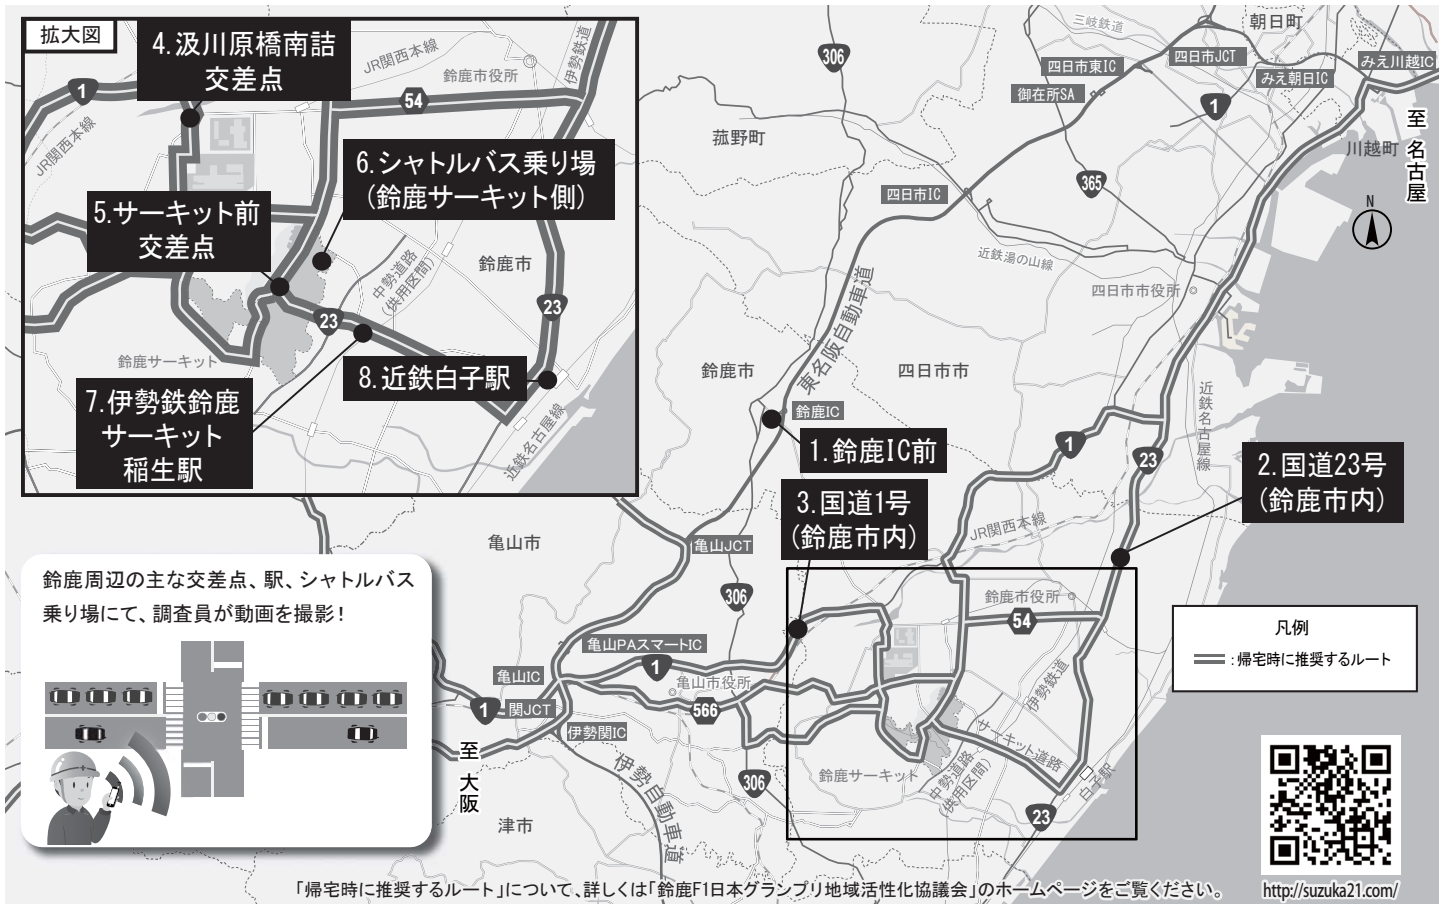 拡大図
4.汲川原橋南詰
交差点
JR関西本線
鈴鹿市役所
伊勢鉄道
1
54
JR関西本線
6.シャトルバス乗り場
(鈴鹿サーキット側)
5.サーキット前
交差点
中勢道路
(供用区間)
鈴鹿市
23
23
鈴鹿サーキット
8.近鉄白子駅
7.伊勢鉄鈴鹿
サーキット
稲生駅
近鉄名古屋線
三岐鉄道
朝日町
306
四日市東IC
四日市JCT
みえ朝日IC
みえ川越IC
御在所SA
1
至 名古屋
菰野町
川越町
365
四日市IC
N
近鉄湯の山線
四日市市役所
東名阪自動車道
鈴鹿市
四日市市
近鉄名古屋線
鈴鹿IC
1.鈴鹿IC前
1
23
2.国道23号
(鈴鹿市内)
3.国道1号
(鈴鹿市内)
JR関西本線
亀山市
亀山JCT
306
鈴鹿市役所
54
亀山PAスマートIC
1
亀山IC
亀山市役所
566
1
関JCT
伊勢関IC
至 大阪
伊勢自動車道
306
津市
鈴鹿サーキット
中勢道路
(供用区間)
伊勢鉄道
サーキット道路
白子駅
23
凡例
:帰宅時に推奨するルート
鈴鹿周辺の主な交差点、駅、シャトルバス
乗り場にて、調査員が動画を撮影!
「帰宅時に推奨するルート」について、詳しくは「鈴鹿F1日本グランプリ地域活性化協議会」のホームページをご覧ください。
http://suzuka21.com/